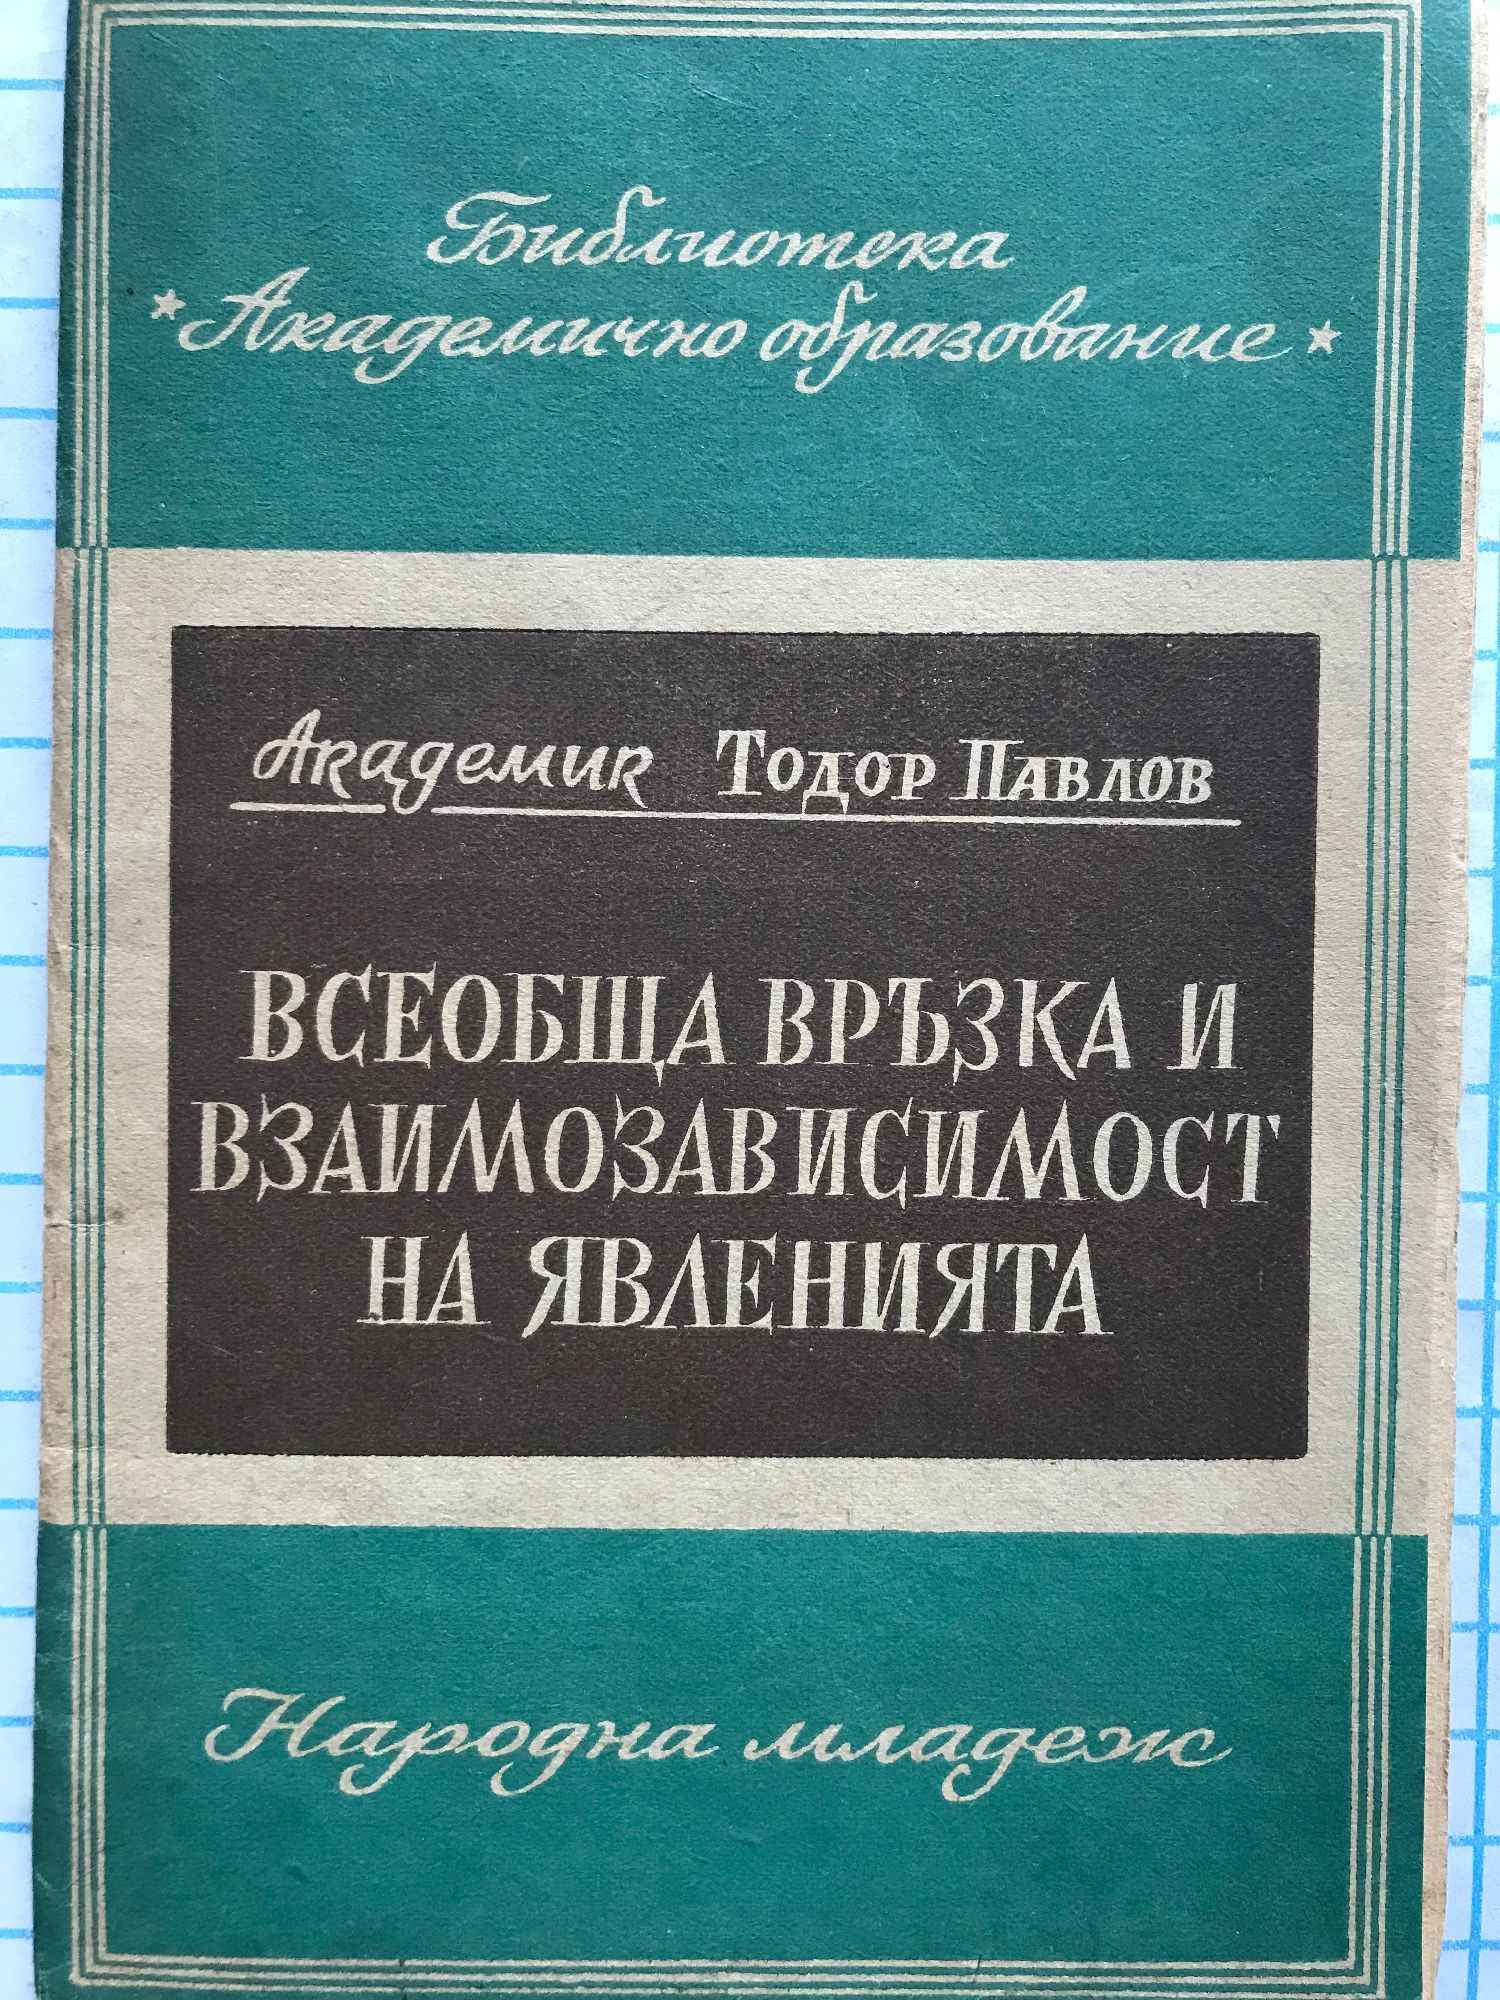 Библиотека
★ Академично образование ★
Академик Тодор Павлов
ВСЕОБЩА ВРЪЗКА И
ВЗАИМОЗАВИСИМОСТ
НА ЯВЛЕНИЯТА
Народна младеж